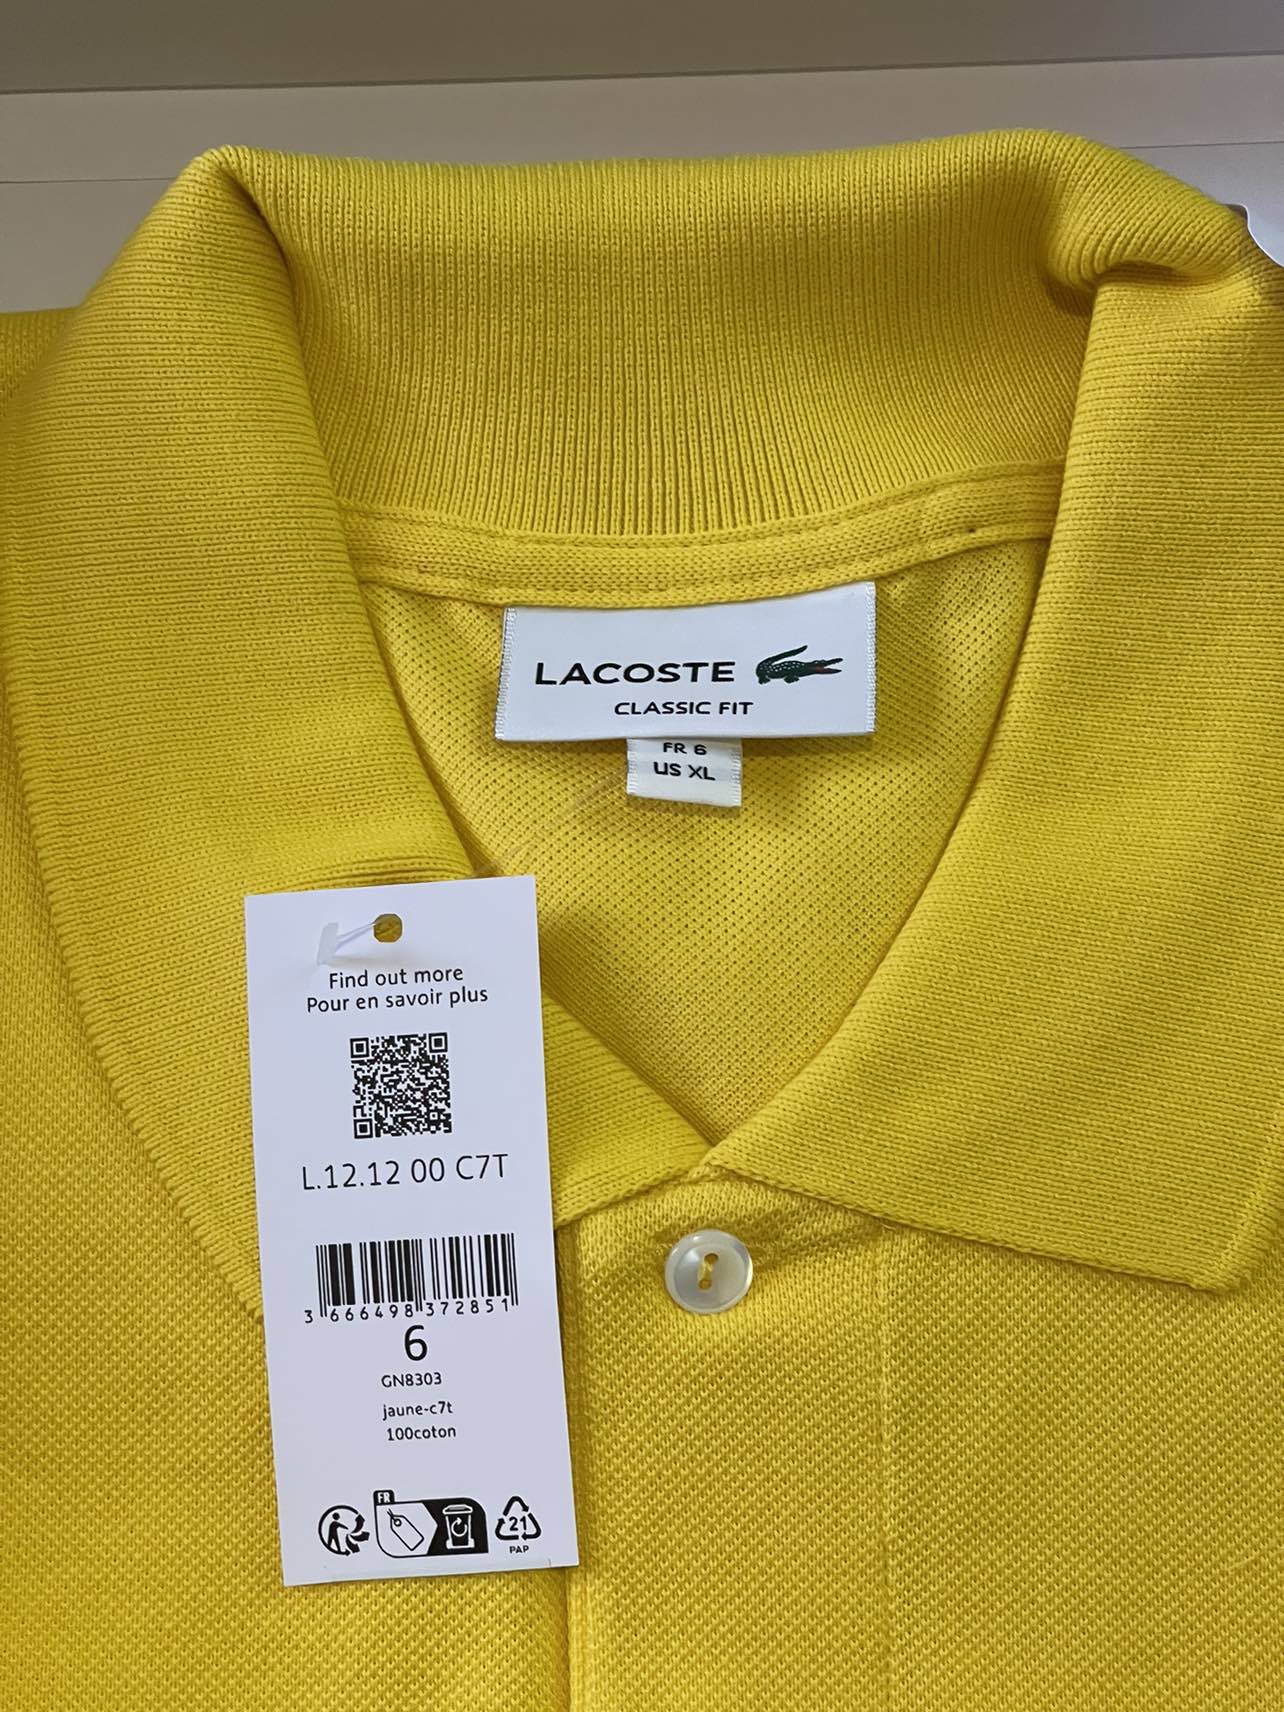 LACOSTE
CLASSIC FIT
FR 6
US XL
Find out more
Pour en savoir plus
L.12.12 00 C7T
3 666498 372851
6
GN8303
jaune-c7t
100coton
FR
21
PAP